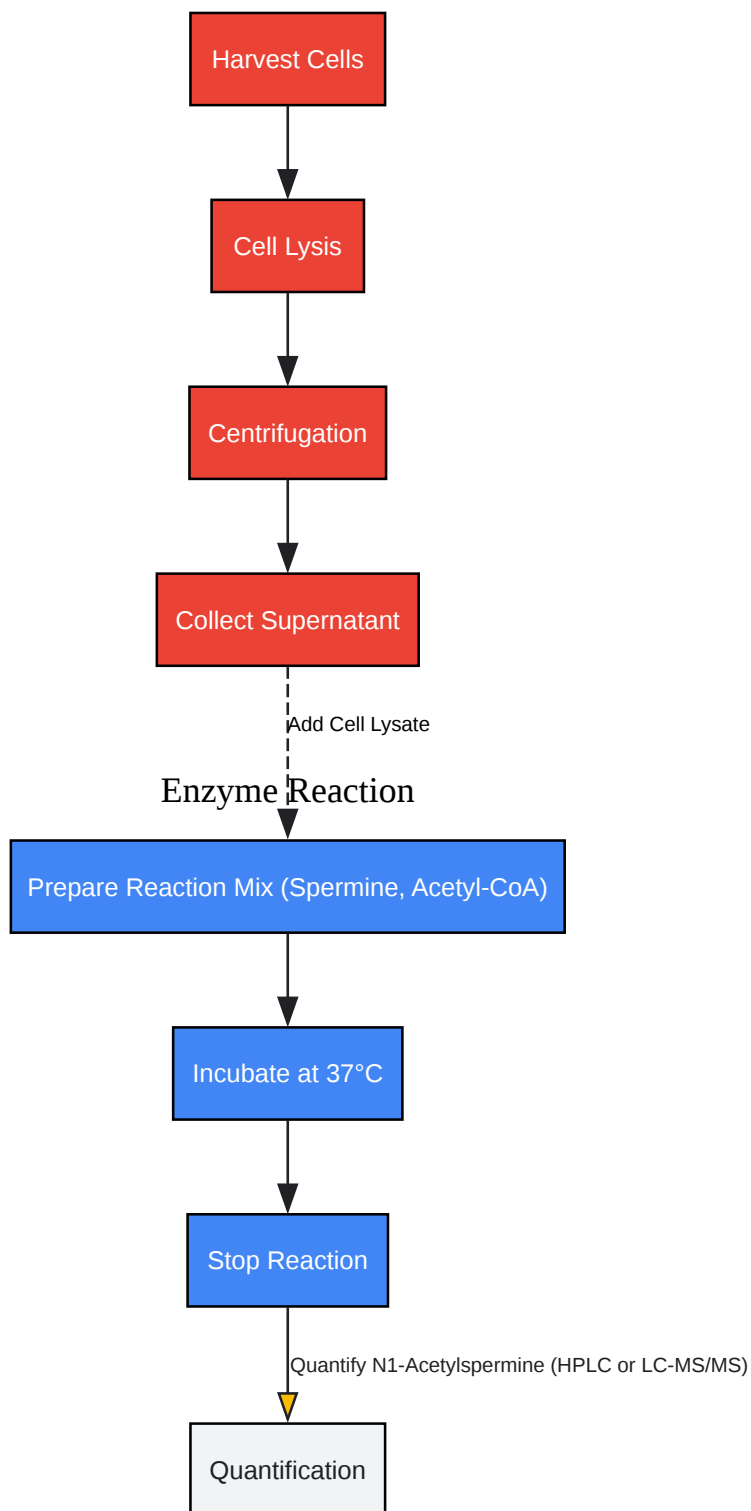 Harvest Cells
Cell Lysis
Centrifugation
Collect Supernatant
Add Cell Lysate
Enzyme Reaction
Prepare Reaction Mix (Spermine, Acetyl-CoA)
Incubate at 37°C
Stop Reaction
Quantify N1-Acetylspermine (HPLC or LC-MS/MS)
Quantification